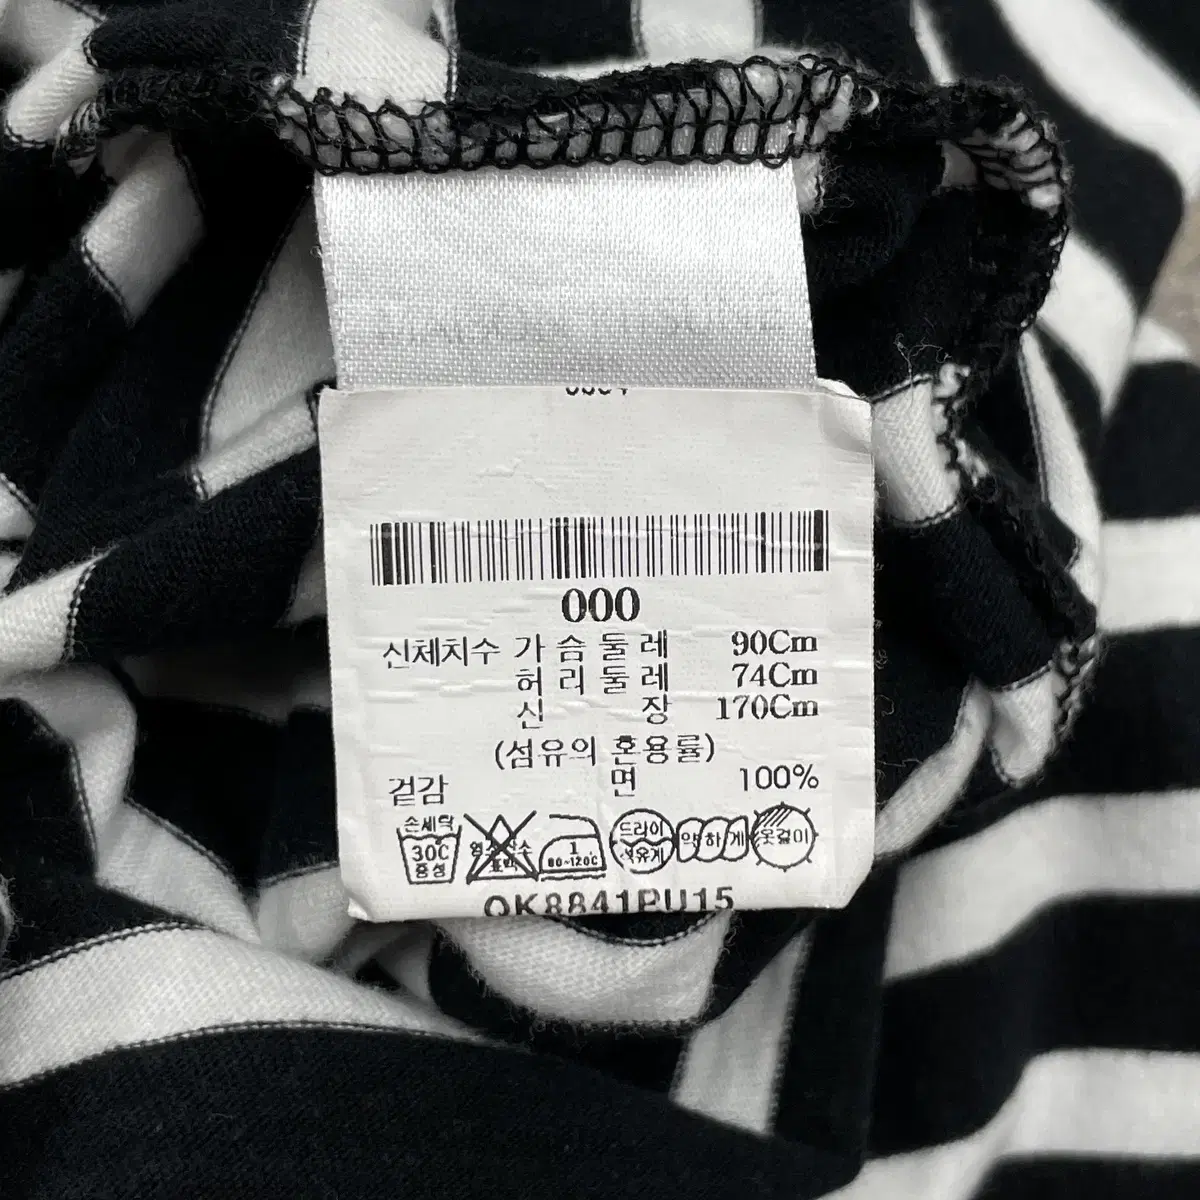 000
신체치수 가슴둘레 90Cm
허리둘레 74Cm
신 장 170Cm
(섬유의 혼용률)
겉감 면 100%
손세탁 30C 중성
1 80~120C
드라이 석유계
약하게
옷걸이
QK8841PU15